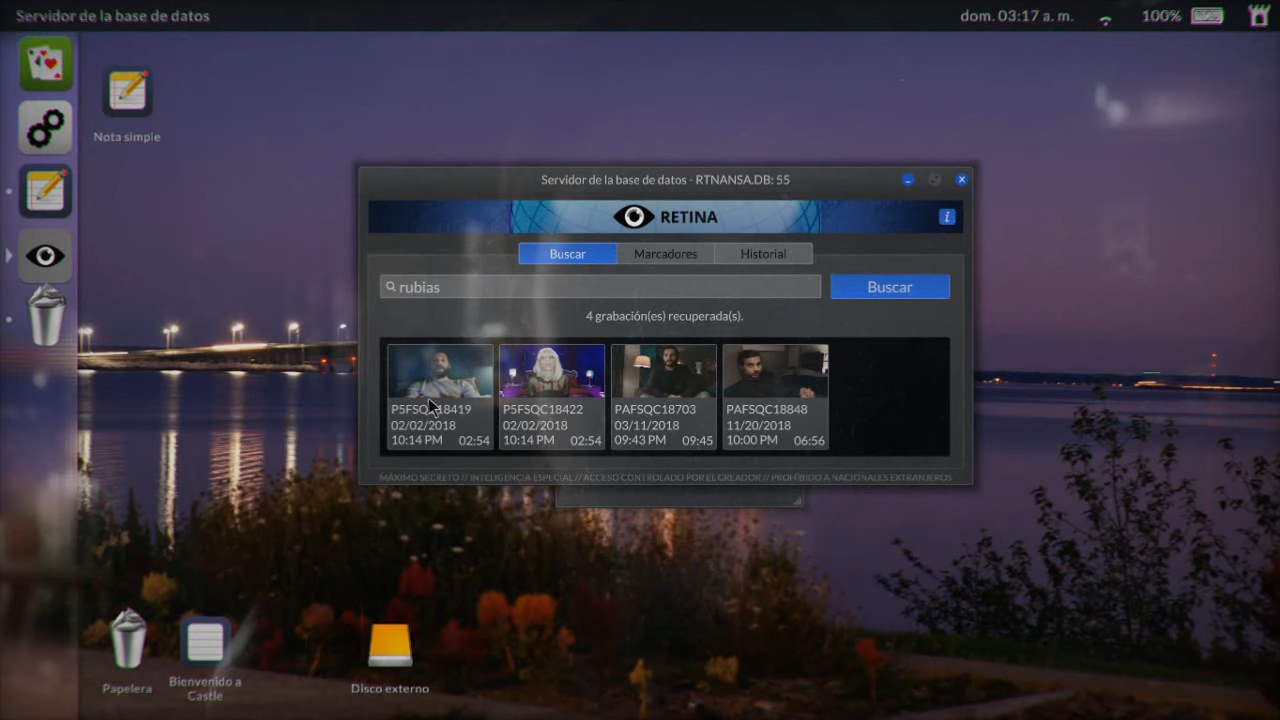 Servidor de la base de datos
dom. 03:17 a. m.
100%
Nota simple
Servidor de la base de datos - RTNANSA.DB: 55
RETINA
i
Buscar
Marcadores
Historial
rubias
Buscar
4 grabación(es) recuperada(s).
P5FSQC18419
02/02/2018
10:14 PM 02:54
P5FSQC18422
02/02/2018
10:14 PM 02:54
PAFSQC18703
03/11/2018
09:43 PM 09:45
PAFSQC18848
11/20/2018
10:00 PM 06:56
MÁXIMO SECRETO // INTELIGENCIA ESPECIAL // ACCESO CONTROLADO POR EL CREADOR // PROHIBIDO A NACIONALES EXTRANJEROS
Papelera
Bienvenido a
Castle
Disco externo